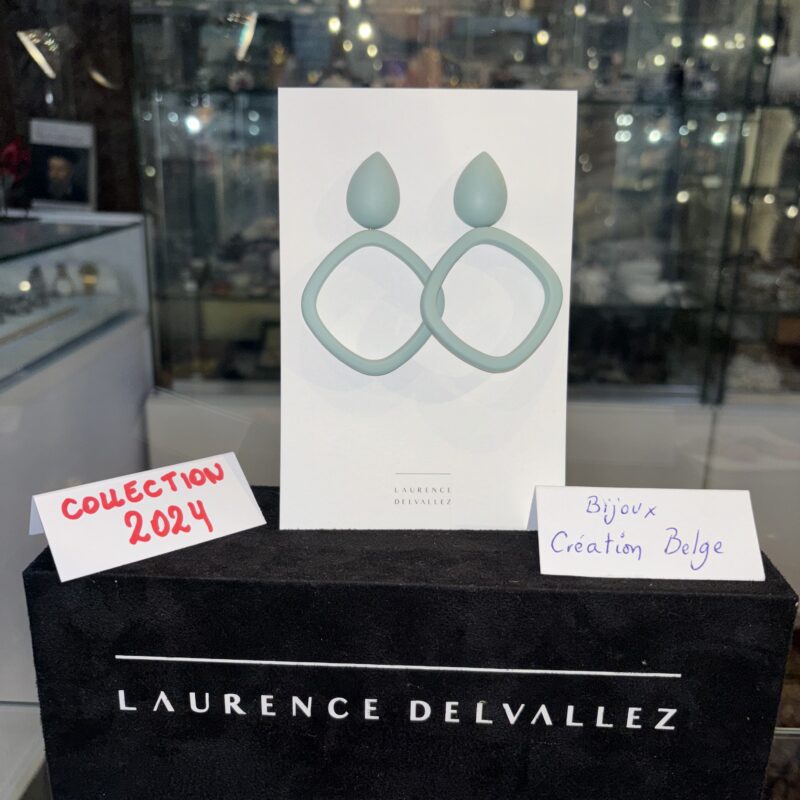 LAURENCE
DELVALLEZ
COLLECTION
2024
Bijoux
Création Belge
LAURENCE DELVALLEZ